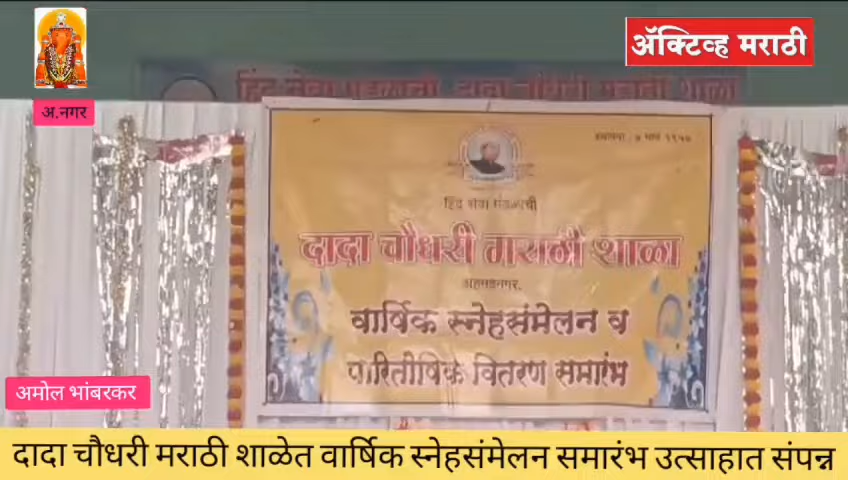 ॲक्टिव्ह मराठी
अ.नगर
हिंद सेवा मंडळाची
दादा चौधरी मराठी शाळा
अहमदनगर.
वार्षिक स्नेहसंमेलन व
पारितोषिक वितरण समारंभ
अमोल भांबरकर
दादा चौधरी मराठी शाळेत वार्षिक स्नेहसंमेलन समारंभ उत्साहात संपन्न